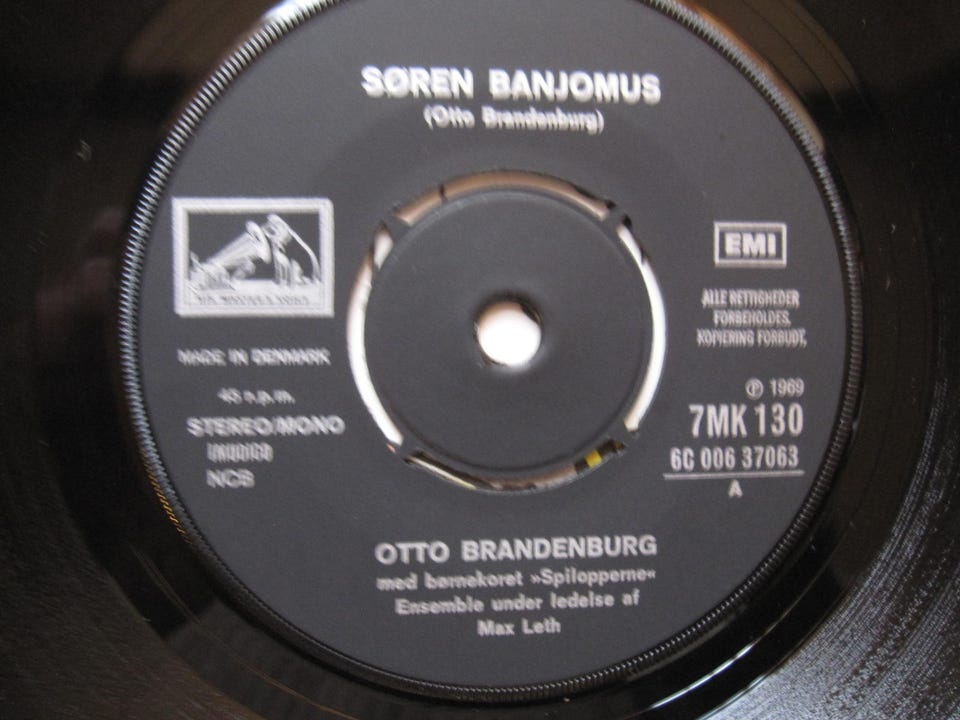 SØREN BANJOMUS
(Otto Brandenburg)
EMI
ALLE RETTIGHEDER
FORBEHOLDES.
KOPIERING FORBUDT.
MADE IN DENMARK
45 r.p.m.
STEREO/MONO
NCB
℗ 1969
7MK 130
6C 006 37063
A
OTTO BRANDENBURG
med børnekoret »Spilopperne«
Ensemble under ledelse af
Max Leth